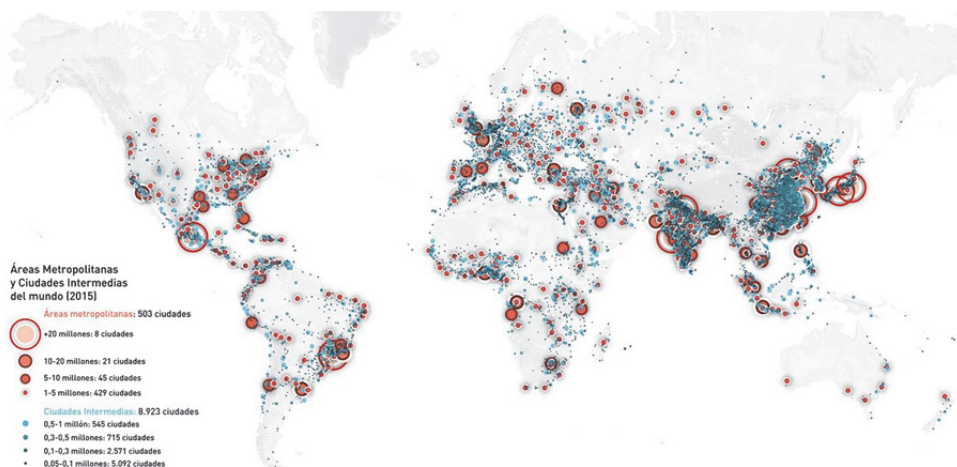 Áreas Metropolitanas
y Ciudades Intermedias
del mundo (2015)
Áreas metropolitanas: 503 ciudades
+20 millones: 8 ciudades
10-20 millones: 21 ciudades
5-10 millones: 45 ciudades
1-5 millones: 429 ciudades
Ciudades Intermedias: 8.923 ciudades
0,5-1 millón: 545 ciudades
0,3-0,5 millones: 715 ciudades
0,1-0,3 millones: 2.571 ciudades
0,05-0,1 millones: 5.092 ciudades